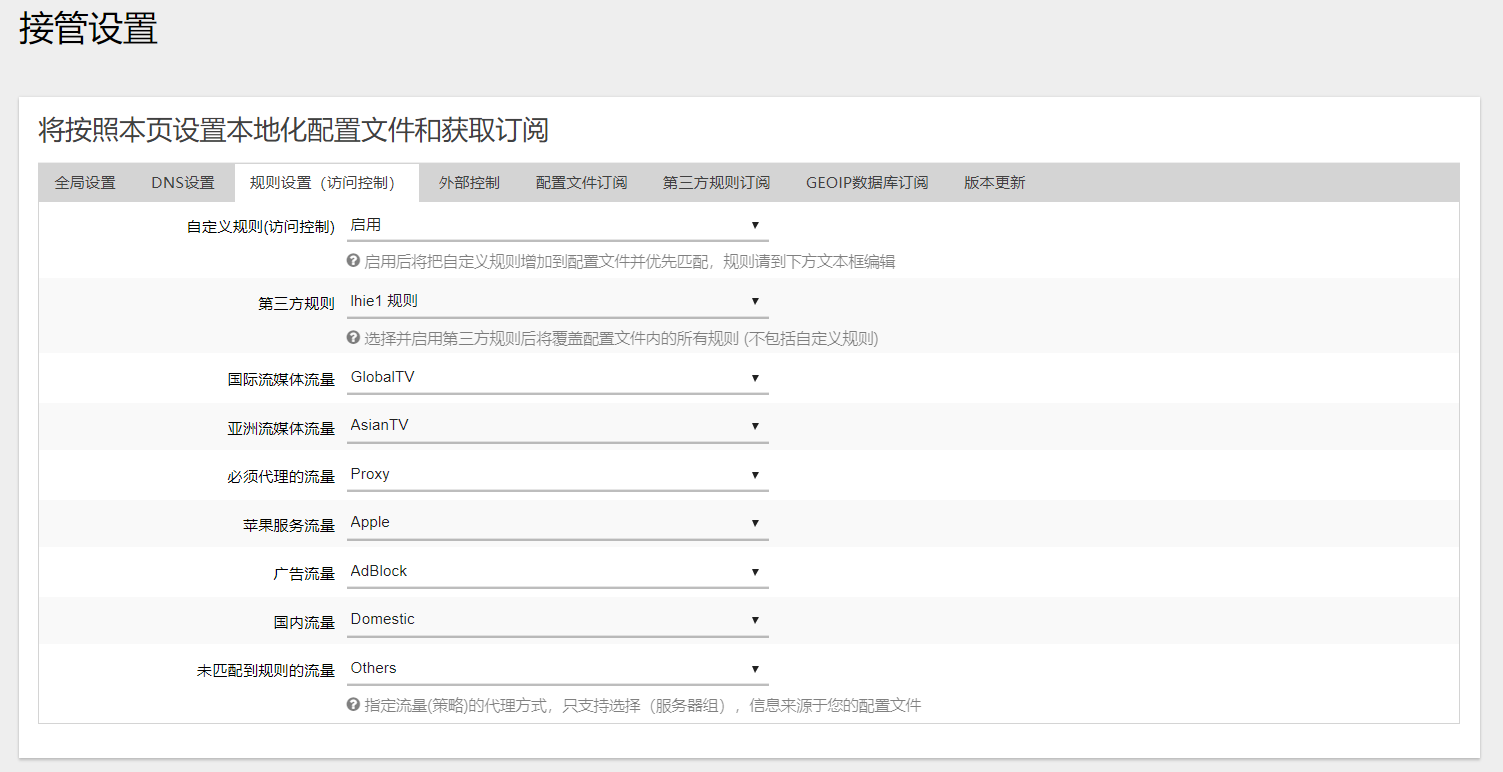 接管设置
将按照本页设置本地化配置文件和获取订阅
全局设置 DNS设置 规则设置（访问控制） 外部控制 配置文件订阅 第三方规则订阅 GEOIP数据库订阅 版本更新
自定义规则(访问控制) 启用
启用后将把自定义规则增加到配置文件并优先匹配，规则请到下方文本框编辑
第三方规则 lhie1 规则
选择并启用第三方规则后将覆盖配置文件内的所有规则 (不包括自定义规则)
国际流媒体流量 GlobalTV
亚洲流媒体流量 AsianTV
必须代理的流量 Proxy
苹果服务流量 Apple
广告流量 AdBlock
国内流量 Domestic
未匹配到规则的流量 Others
指定流量(策略)的代理方式，只支持选择（服务器组），信息来源于您的配置文件